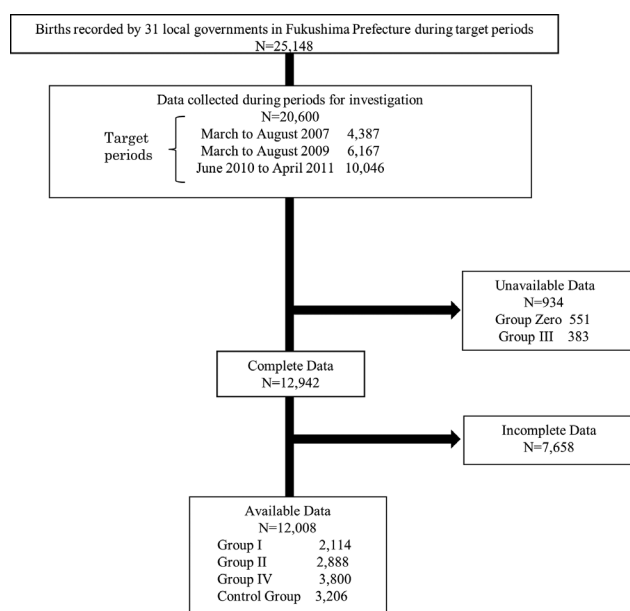 Births recorded by 31 local governments in Fukushima Prefecture during target periods
N=25,148
Data collected during periods for investigation
N=20,600
Target periods
March to August 2007 4,387
March to August 2009 6,167
June 2010 to April 2011 10,046
Unavailable Data
N=934
Group Zero 551
Group III 383
Complete Data
N=12,942
Incomplete Data
N=7,658
Available Data
N=12,008
Group I 2,114
Group II 2,888
Group IV 3,800
Control Group 3,206